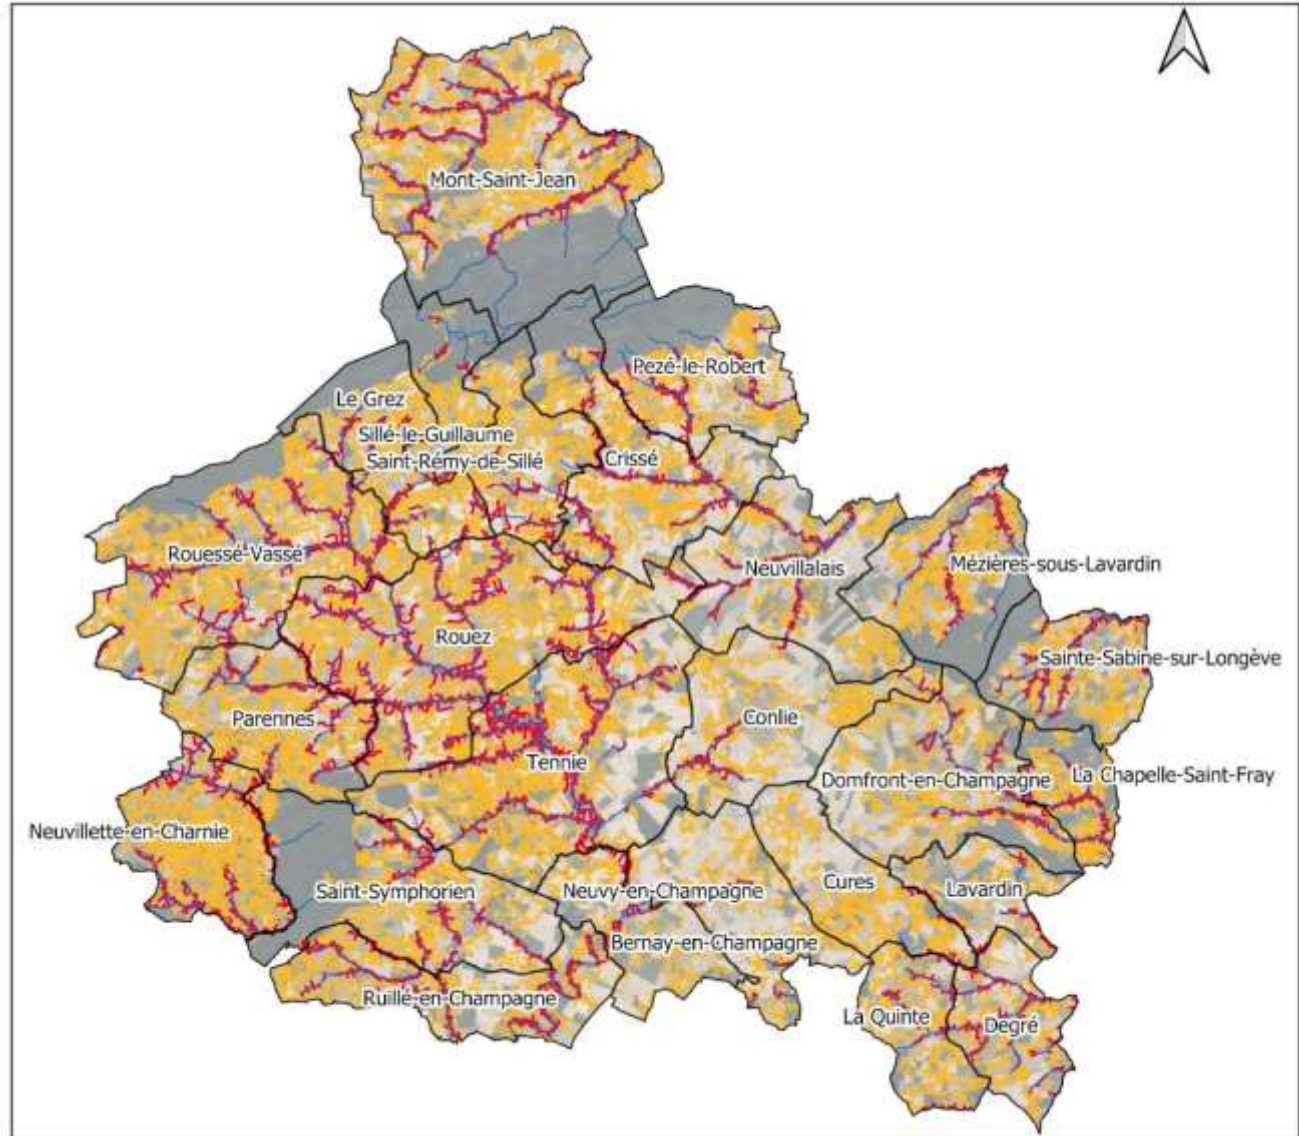 Mont-Saint-Jean
Pezé-le-Robert
Le Grez
Sillé-le-Guillaume
Saint-Rémy-de-Sillé
Crissé
Rouessé-Vassé
Neuvillalais
Mézières-sous-Lavardin
Rouez
Sainte-Sabine-sur-Longève
Parennes
Conlie
Tennie
Domfront-en-Champagne
La Chapelle-Saint-Fray
Neuvillette-en-Charnie
Saint-Symphorien
Neuvy-en-Champagne
Cures
Lavardin
Bernay-en-Champagne
Ruillé-en-Champagne
La Quinte
Degré